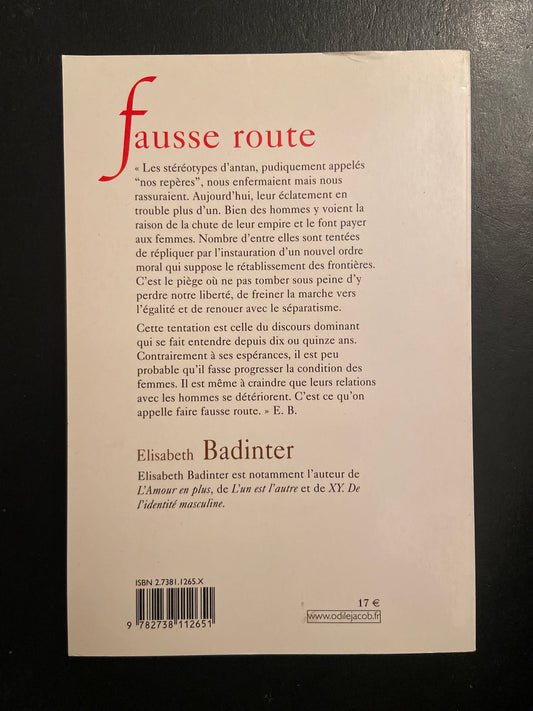 fausse route
« Les stéréotypes d'antan, pudiquement appelés
"nos repères", nous enfermaient mais nous
rassuraient. Aujourd'hui, leur éclatement en
trouble plus d'un. Bien des hommes y voient la
raison de la chute de leur empire et le font payer
aux femmes. Nombre d'entre elles sont tentées
de répliquer par l'instauration d'un nouvel ordre
moral qui suppose le rétablissement des frontières.
C'est le piège où ne pas tomber sous peine d'y
perdre notre liberté, de freiner la marche vers
l'égalité et de renouer avec le séparatisme.
Cette tentation est celle du discours dominant
qui se fait entendre depuis dix ou quinze ans.
Contrairement à ses espérances, il est peu
probable qu'il fasse progresser la condition des
femmes. Il est même à craindre que leurs relations
avec les hommes se détériorent. C'est ce qu'on
appelle faire fausse route. » E. B.
Elisabeth Badinter
Elisabeth Badinter est notamment l'auteur de
L'Amour en plus, de L'un est l'autre et de XY. De
l'identité masculine.
ISBN 2.7381.1265.X
9 782738 112651
17 €
www.odilejacob.fr